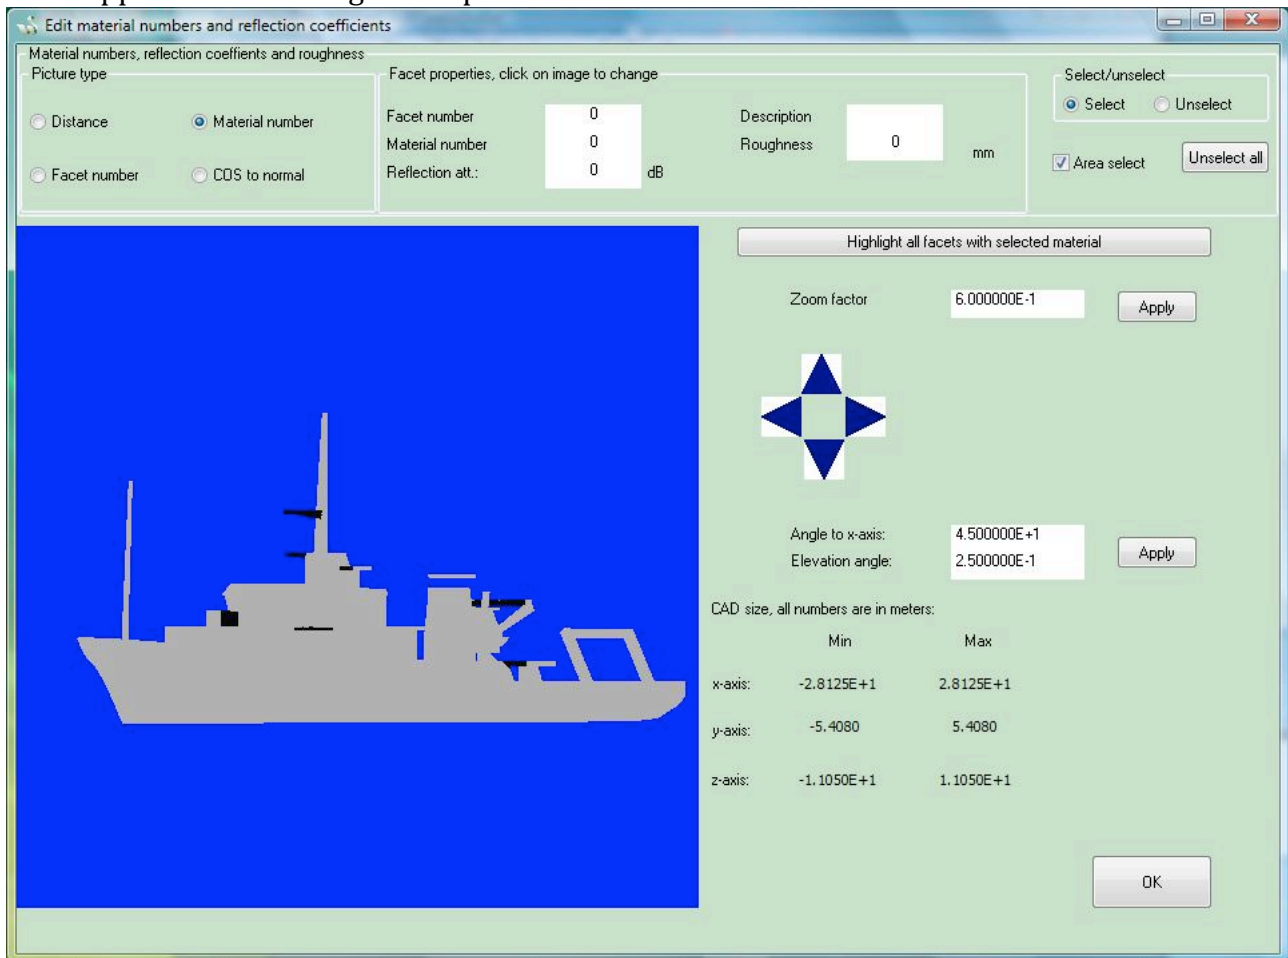 Edit material numbers and reflection coefficients
Material numbers, reflection coeffients and roughness
Picture type
Distance
Material number
Facet number
COS to normal
Facet properties, click on image to change
Facet number 0
Material number 0
Reflection att.: 0 dB
Description
Roughness 0 mm
Select/unselect
Select Unselect
Area select
Unselect all
Highlight all facets with selected material
Zoom factor 6.000000E-1 Apply
Angle to x-axis: 4.500000E+1
Elevation angle: 2.500000E-1
Apply
CAD size, all numbers are in meters:
Min Max
x-axis: -2.8125E+1 2.8125E+1
y-axis: -5.4080 5.4080
z-axis: -1.1050E+1 1.1050E+1
OK